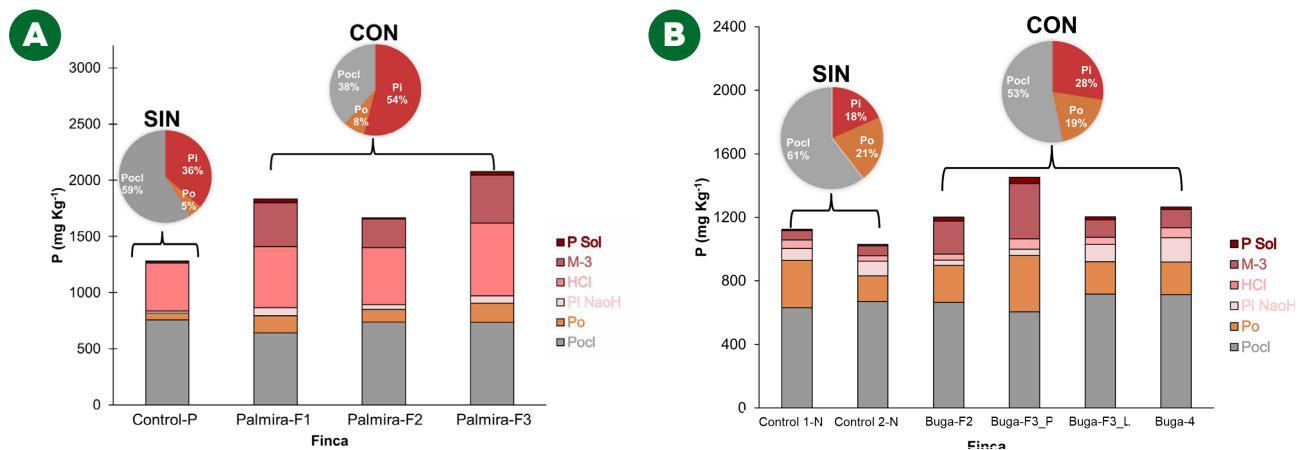 A
CON
SIN
Pocl
38%
Pi
54%
Po
8%
Pi
36%
Pocl
59%
Po
5%
P (mg Kg⁻¹)
3000
2500
2000
1500
1000
500
0
P Sol
M-3
HCl
PI NaOH
Po
Pocl
Control-P
Palmira-F1
Palmira-F2
Palmira-F3
Finca
B
CON
SIN
Pi
28%
Pocl
53%
Po
19%
Pi
18%
Po
21%
Pocl
61%
P (mg Kg⁻¹)
2400
2000
1600
1200
800
400
0
P Sol
M-3
HCl
PI NaOH
Po
Pocl
Control 1-N
Control 2-N
Buga-F2
Buga-F3_P
Buga-F3_L
Buga-4
Finca